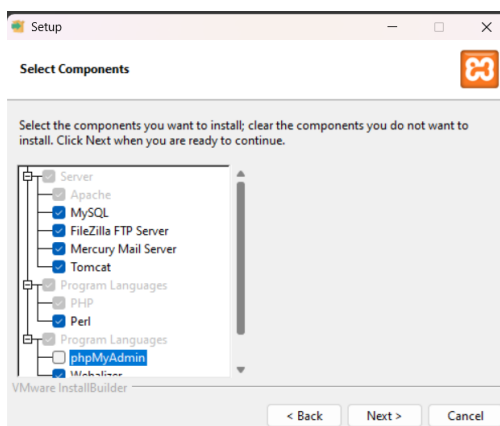 Setup
Select Components
Select the components you want to install; clear the components you do not want to
install. Click Next when you are ready to continue.
Server
Apache
MySQL
FileZilla FTP Server
Mercury Mail Server
Tomcat
Program Languages
PHP
Perl
Program Languages
phpMyAdmin
Webalizer
VMware InstallBuilder
< Back
Next >
Cancel